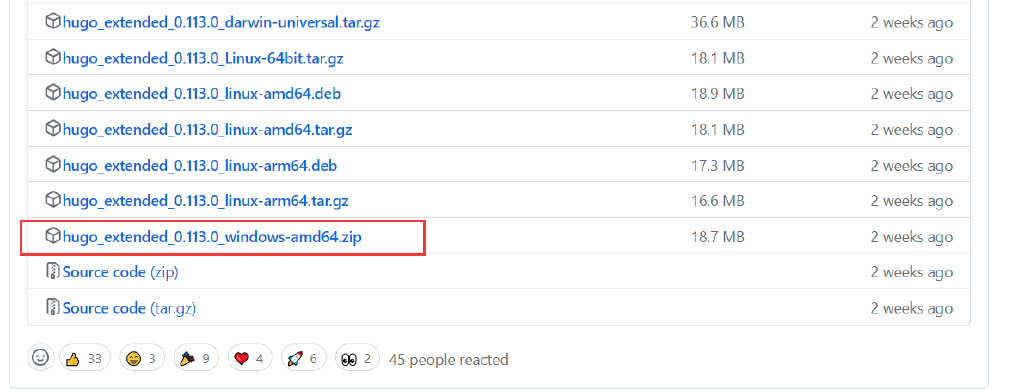 hugo_extended_0.113.0_darwin-universal.tar.gz 36.6 MB 2 weeks ago
hugo_extended_0.113.0_Linux-64bit.tar.gz 18.1 MB 2 weeks ago
hugo_extended_0.113.0_linux-amd64.deb 18.9 MB 2 weeks ago
hugo_extended_0.113.0_linux-amd64.tar.gz 18.1 MB 2 weeks ago
hugo_extended_0.113.0_linux-arm64.deb 17.3 MB 2 weeks ago
hugo_extended_0.113.0_linux-arm64.tar.gz 16.6 MB 2 weeks ago
hugo_extended_0.113.0_windows-amd64.zip 18.7 MB 2 weeks ago
Source code (zip) 2 weeks ago
Source code (tar.gz) 2 weeks ago
33 3 9 4 6 2 45 people reacted